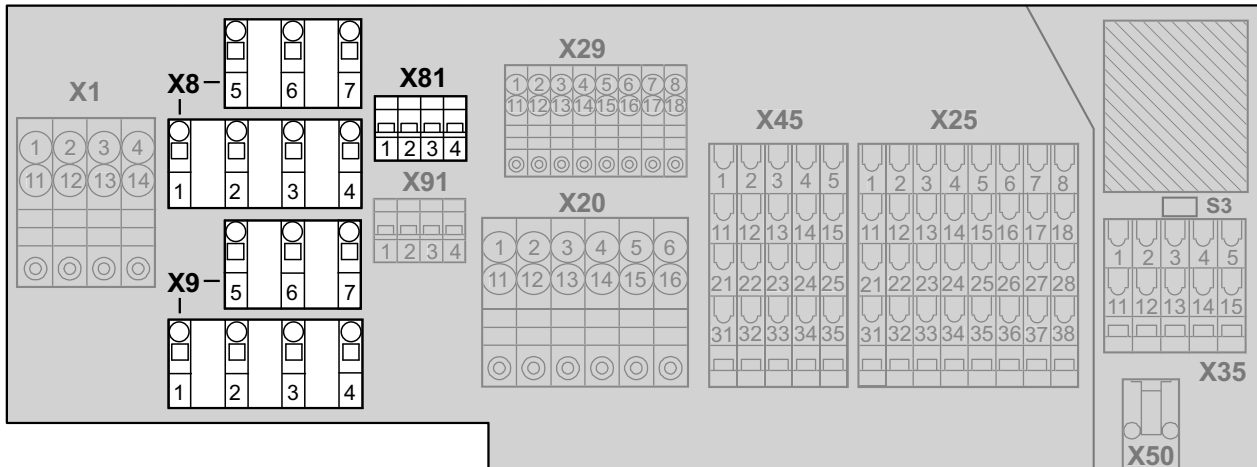 X1
1 2 3 4
11 12 13 14
X8
5 6 7
1 2 3 4
X9
5 6 7
1 2 3 4
X81
1 2 3 4
X91
1 2 3 4
X29
1 2 3 4 5 6 7 8
11 12 13 14 15 16 17 18
X20
1 2 3 4 5 6
11 12 13 14 15 16
X45
1 2 3 4 5
11 12 13 14 15
21 22 23 24 25
31 32 33 34 35
X25
1 2 3 4 5 6 7 8
11 12 13 14 15 16 17 18
21 22 23 24 25 26 27 28
31 32 33 34 35 36 37 38
S3
1 2 3 4 5
11 12 13 14 15
X35
X50